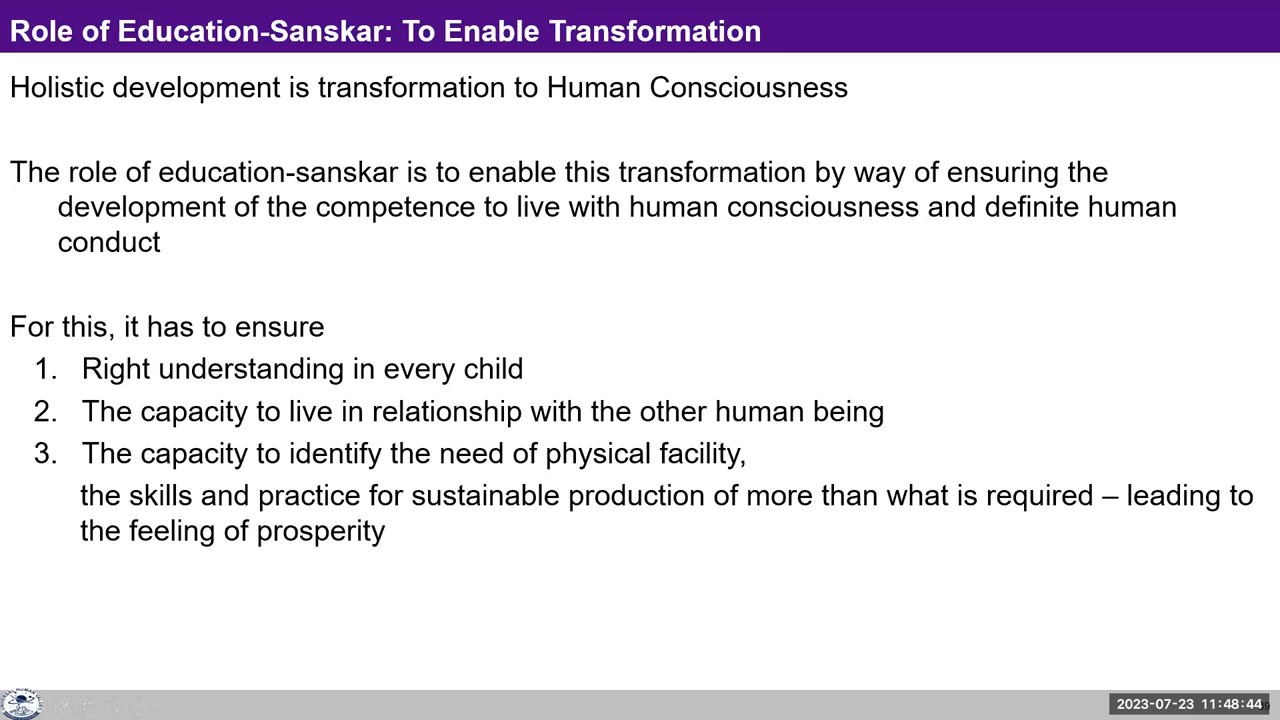 Role of Education-Sanskar: To Enable Transformation
Holistic development is transformation to Human Consciousness
The role of education-sanskar is to enable this transformation by way of ensuring the
development of the competence to live with human consciousness and definite human
conduct
For this, it has to ensure
1. Right understanding in every child
2. The capacity to live in relationship with the other human being
3. The capacity to identify the need of physical facility,
the skills and practice for sustainable production of more than what is required – leading to
the feeling of prosperity
2023-07-23 11:48:44